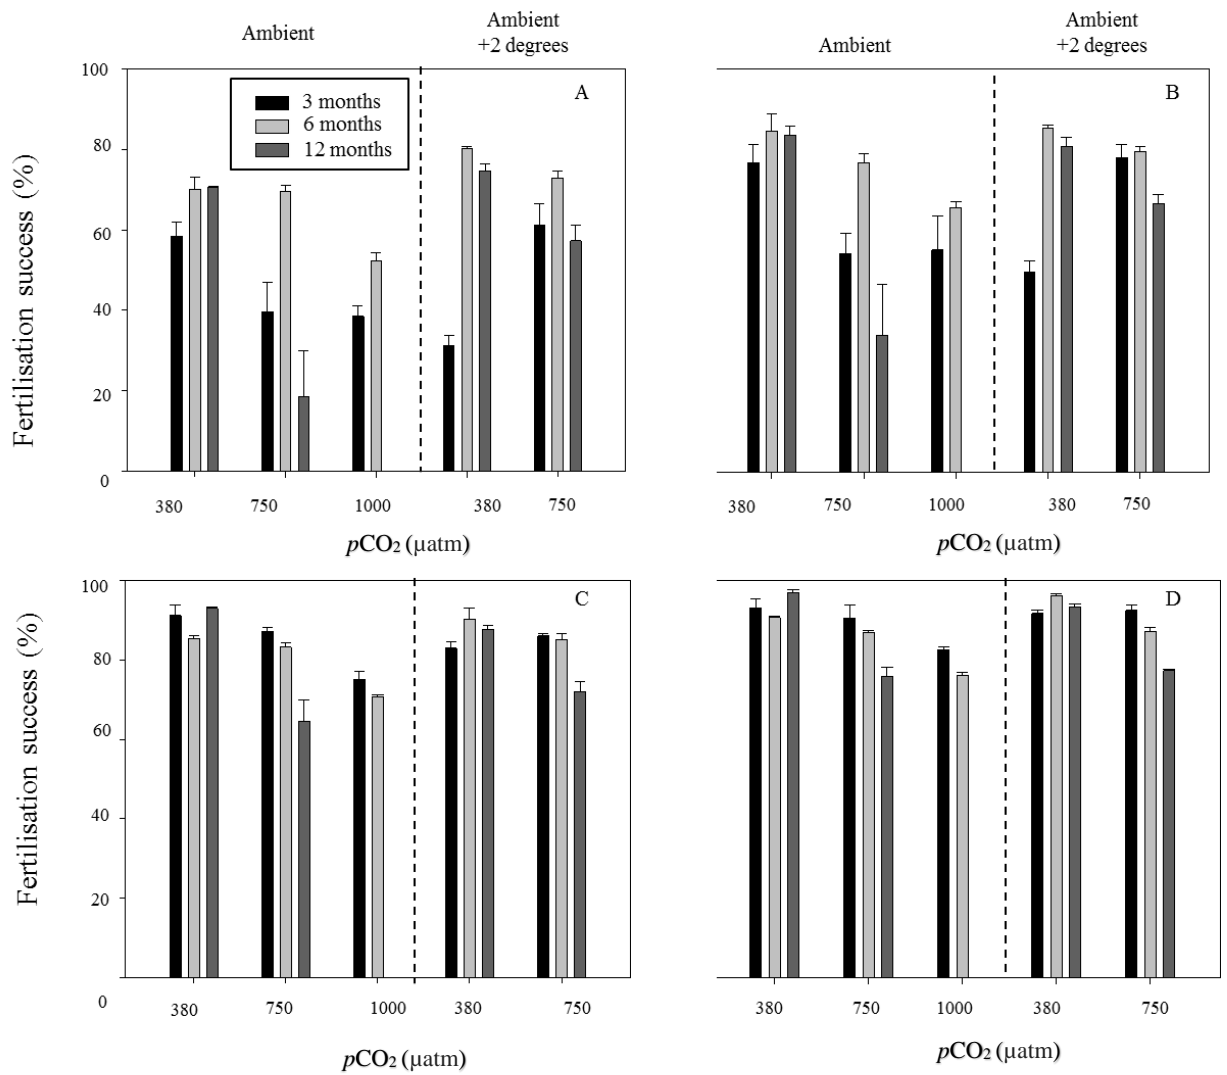 Ambient
Ambient
+2 degrees
Ambient
Ambient
+2 degrees
Fertilisation success (%)
100
80
60
40
20
0
3 months
6 months
12 months
A
380
750
1000
380
750
pCO2 (µatm)
B
380
750
1000
380
750
pCO2 (µatm)
Fertilisation success (%)
100
80
60
40
20
0
C
380
750
1000
380
750
pCO2 (µatm)
D
380
750
1000
380
750
pCO2 (µatm)